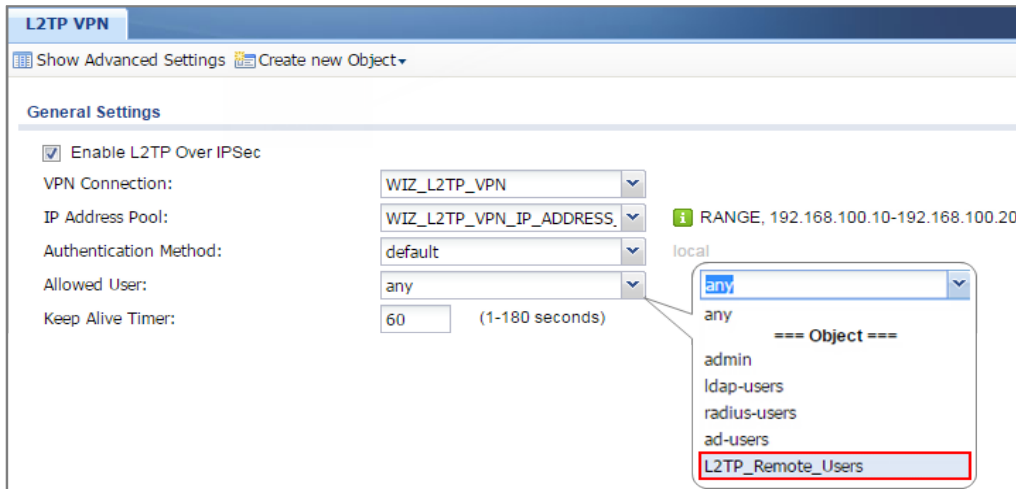 L2TP VPN
Show Advanced Settings Create new Object
General Settings
Enable L2TP Over IPSec
VPN Connection: WIZ_L2TP_VPN
IP Address Pool: WIZ_L2TP_VPN_IP_ADDRESS_ RANGE, 192.168.100.10-192.168.100.20
Authentication Method: default local
Allowed User: any
Keep Alive Timer: 60 (1-180 seconds)
any
any
=== Object ===
admin
ldap-users
radius-users
ad-users
L2TP_Remote_Users